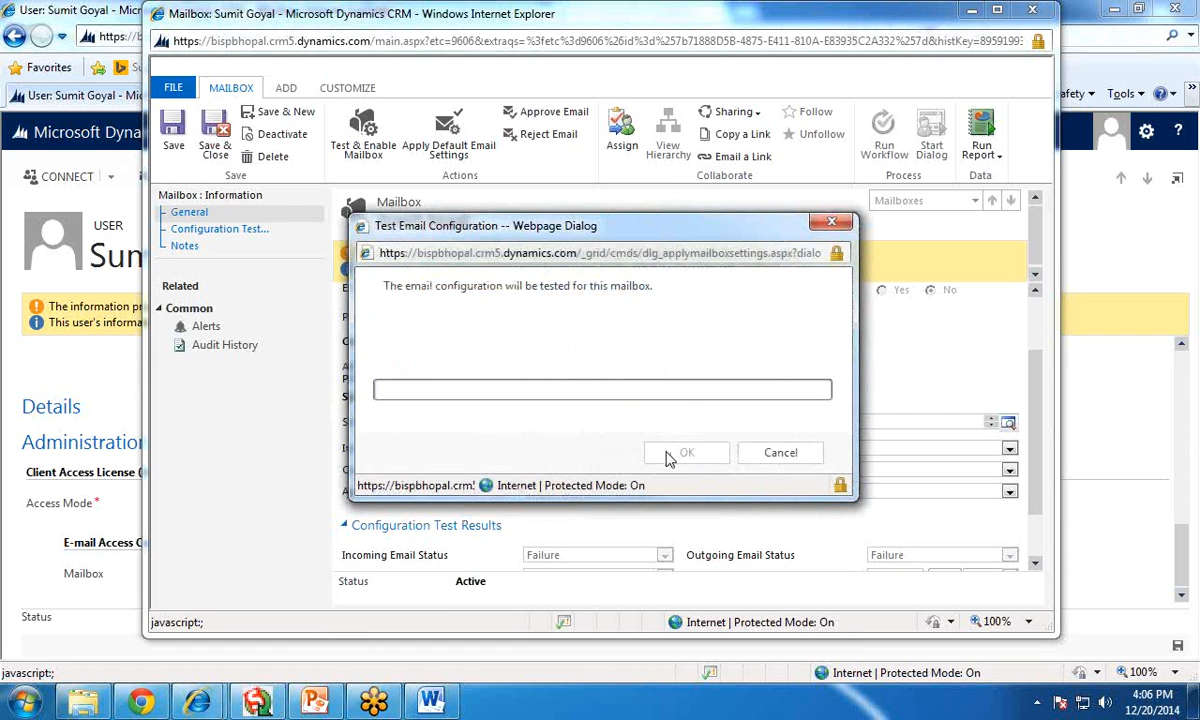 User: Sumit Goyal - Microsoft Dynamics CRM
Mailbox: Sumit Goyal - Microsoft Dynamics CRM - Windows Internet Explorer
https://b
https://bispbhopal.crm5.dynamics.com/main.aspx?etc=9606&extraqs=%3fetc%3d9606%26id%3d%257b71888D5B-4875-E411-810A-E83935C2A332%257d&histKey=8959199
Favorites
User: Sumit Goyal - Mi
afety
Tools
Microsoft Dyna
FILE
MAILBOX
ADD
CUSTOMIZE
Save
Save & Close
Save & New
Deactivate
Delete
Save
Test & Enable Mailbox
Apply Default Email Settings
Approve Email
Reject Email
Actions
Assign
View Hierarchy
Sharing
Copy a Link
Email a Link
Follow
Unfollow
Collaborate
Run Workflow
Start Dialog
Process
Run Report
Data
CONNECT
USER
Sum
The information pr
This user's informa
Details
Administration
Client Access License (
Access Mode*
E-mail Access C
Mailbox
Status
Mailbox : Information
General
Configuration Test...
Notes
Related
Common
Alerts
Audit History
Mailbox
Mailboxes
Yes
No
Test Email Configuration -- Webpage Dialog
https://bispbhopal.crm5.dynamics.com/_grid/cmds/dlg_applymailboxsettings.aspx?dialo
The email configuration will be tested for this mailbox.
OK
Cancel
https://bispbhopal.crm5
Internet | Protected Mode: On
Configuration Test Results
Incoming Email Status
Failure
Outgoing Email Status
Failure
Status
Active
javascript:;
Internet | Protected Mode: On
100%
javascript:;
Internet | Protected Mode: On
100%
4:06 PM
12/20/2014